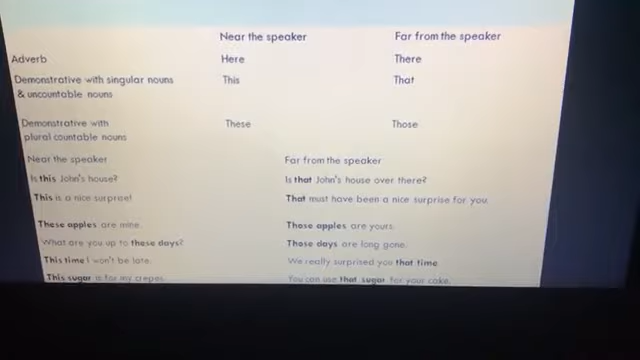 Near the speaker Far from the speaker
Adverb Here There
Demonstrative with singular nouns This That
& uncountable nouns
Demonstrative with These Those
plural countable nouns
Near the speaker Far from the speaker
Is this John's house? Is that John's house over there?
This is a nice surprise! That must have been a nice surprise for you.
These apples are mine. Those apples are yours.
What are you up to these days? Those days are long gone.
This time I won't be late. We really surprised you that time.
This sugar is for my crepes. You can use that sugar for your cake.